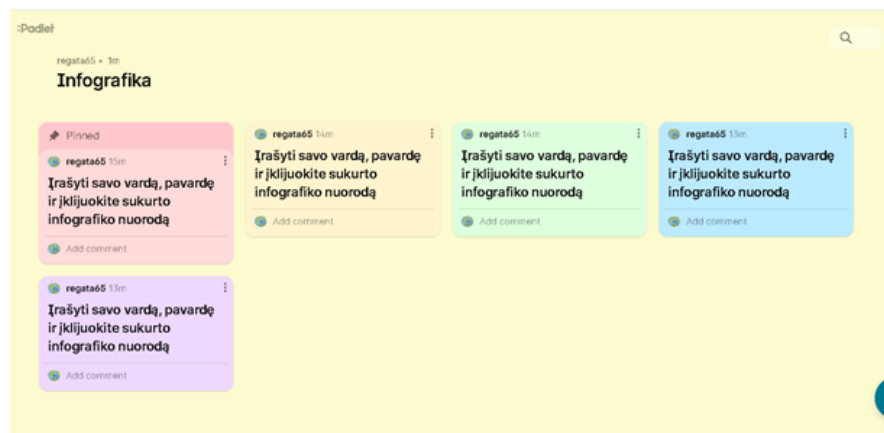 :Padlet
regata65 • 1m
Infografika
Pinned
regata65 15m
Įrašyti savo vardą, pavardę
ir įklijuokite sukurto
infografiko nuorodą
Add comment
regata65 14m
Įrašyti savo vardą, pavardę
ir įklijuokite sukurto
infografiko nuorodą
Add comment
regata65 14m
Įrašyti savo vardą, pavardę
ir įklijuokite sukurto
infografiko nuorodą
Add comment
regata65 13m
Įrašyti savo vardą, pavardę
ir įklijuokite sukurto
infografiko nuorodą
Add comment
regata65 13m
Įrašyti savo vardą, pavardę
ir įklijuokite sukurto
infografiko nuorodą
Add comment